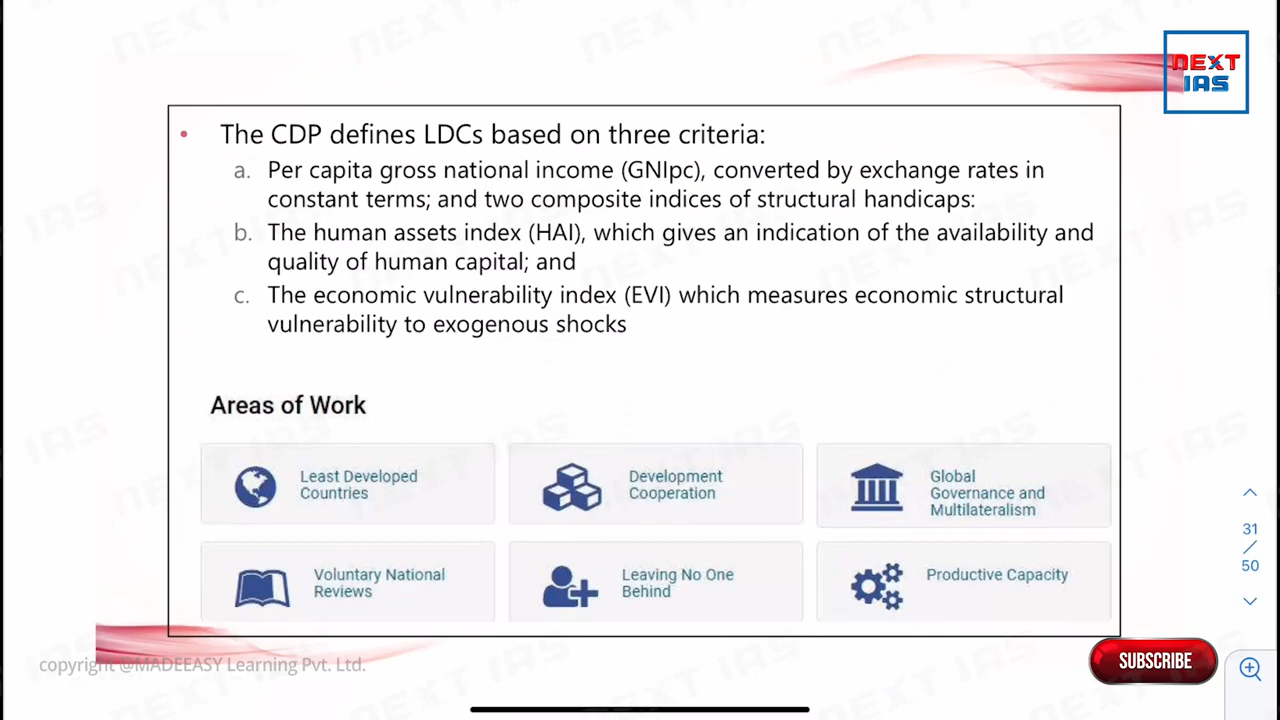 NEXT
IAS
• The CDP defines LDCs based on three criteria:
a. Per capita gross national income (GNIpc), converted by exchange rates in
constant terms; and two composite indices of structural handicaps:
b. The human assets index (HAI), which gives an indication of the availability and
quality of human capital; and
c. The economic vulnerability index (EVI) which measures economic structural
vulnerability to exogenous shocks
Areas of Work
Least Developed
Countries
Development
Cooperation
Global
Governance and
Multilateralism
Voluntary National
Reviews
Leaving No One
Behind
Productive Capacity
31
/
50
copyright @MADEEASY Learning Pvt. Ltd.
SUBSCRIBE